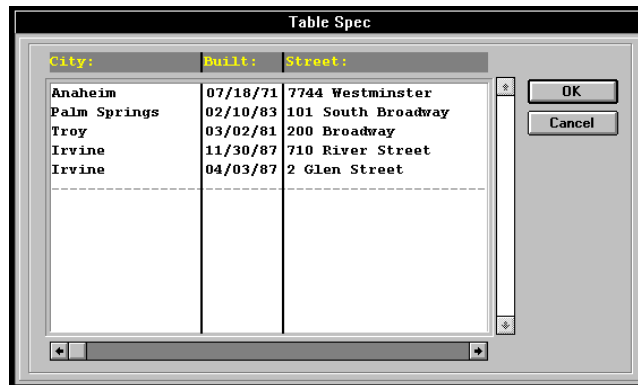 Table Spec
City: Built: Street:
Anaheim 07/18/71 7744 Westminster
Palm Springs 02/10/83 101 South Broadway
Troy 03/02/81 200 Broadway
Irvine 11/30/87 710 River Street
Irvine 04/03/87 2 Glen Street
OK
Cancel